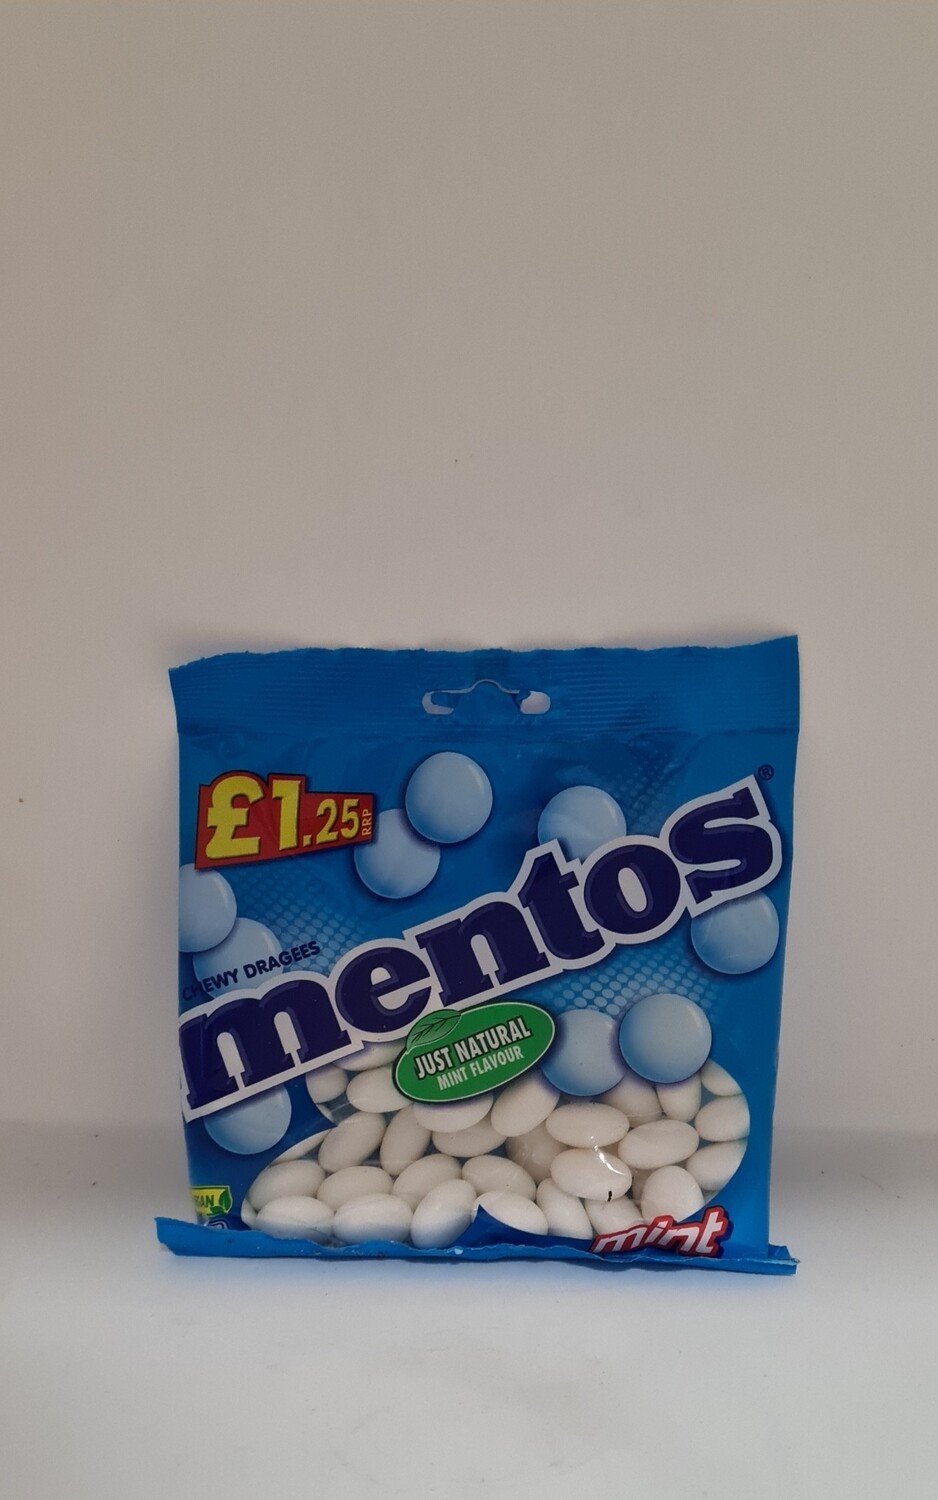 £1.25 RRP
CHEWY DRAGEES
mentos®
JUST NATURAL
MINT FLAVOUR
mint